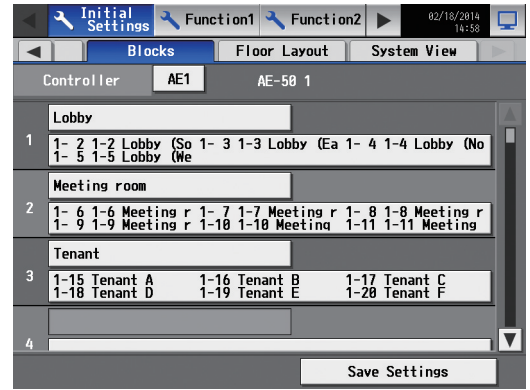 Initial Settings
Function1
Function2
02/18/2014
14:58
Blocks
Floor Layout
System View
Controller
AE1
AE-50 1
Lobby
1
1- 2 1-2 Lobby (So 1- 3 1-3 Lobby (Ea 1- 4 1-4 Lobby (No
1- 5 1-5 Lobby (We
Meeting room
2
1- 6 1-6 Meeting r 1- 7 1-7 Meeting r 1- 8 1-8 Meeting r
1- 9 1-9 Meeting r 1-10 1-10 Meeting 1-11 1-11 Meeting
Tenant
3
1-15 Tenant A 1-16 Tenant B 1-17 Tenant C
1-18 Tenant D 1-19 Tenant E 1-20 Tenant F
4
Save Settings